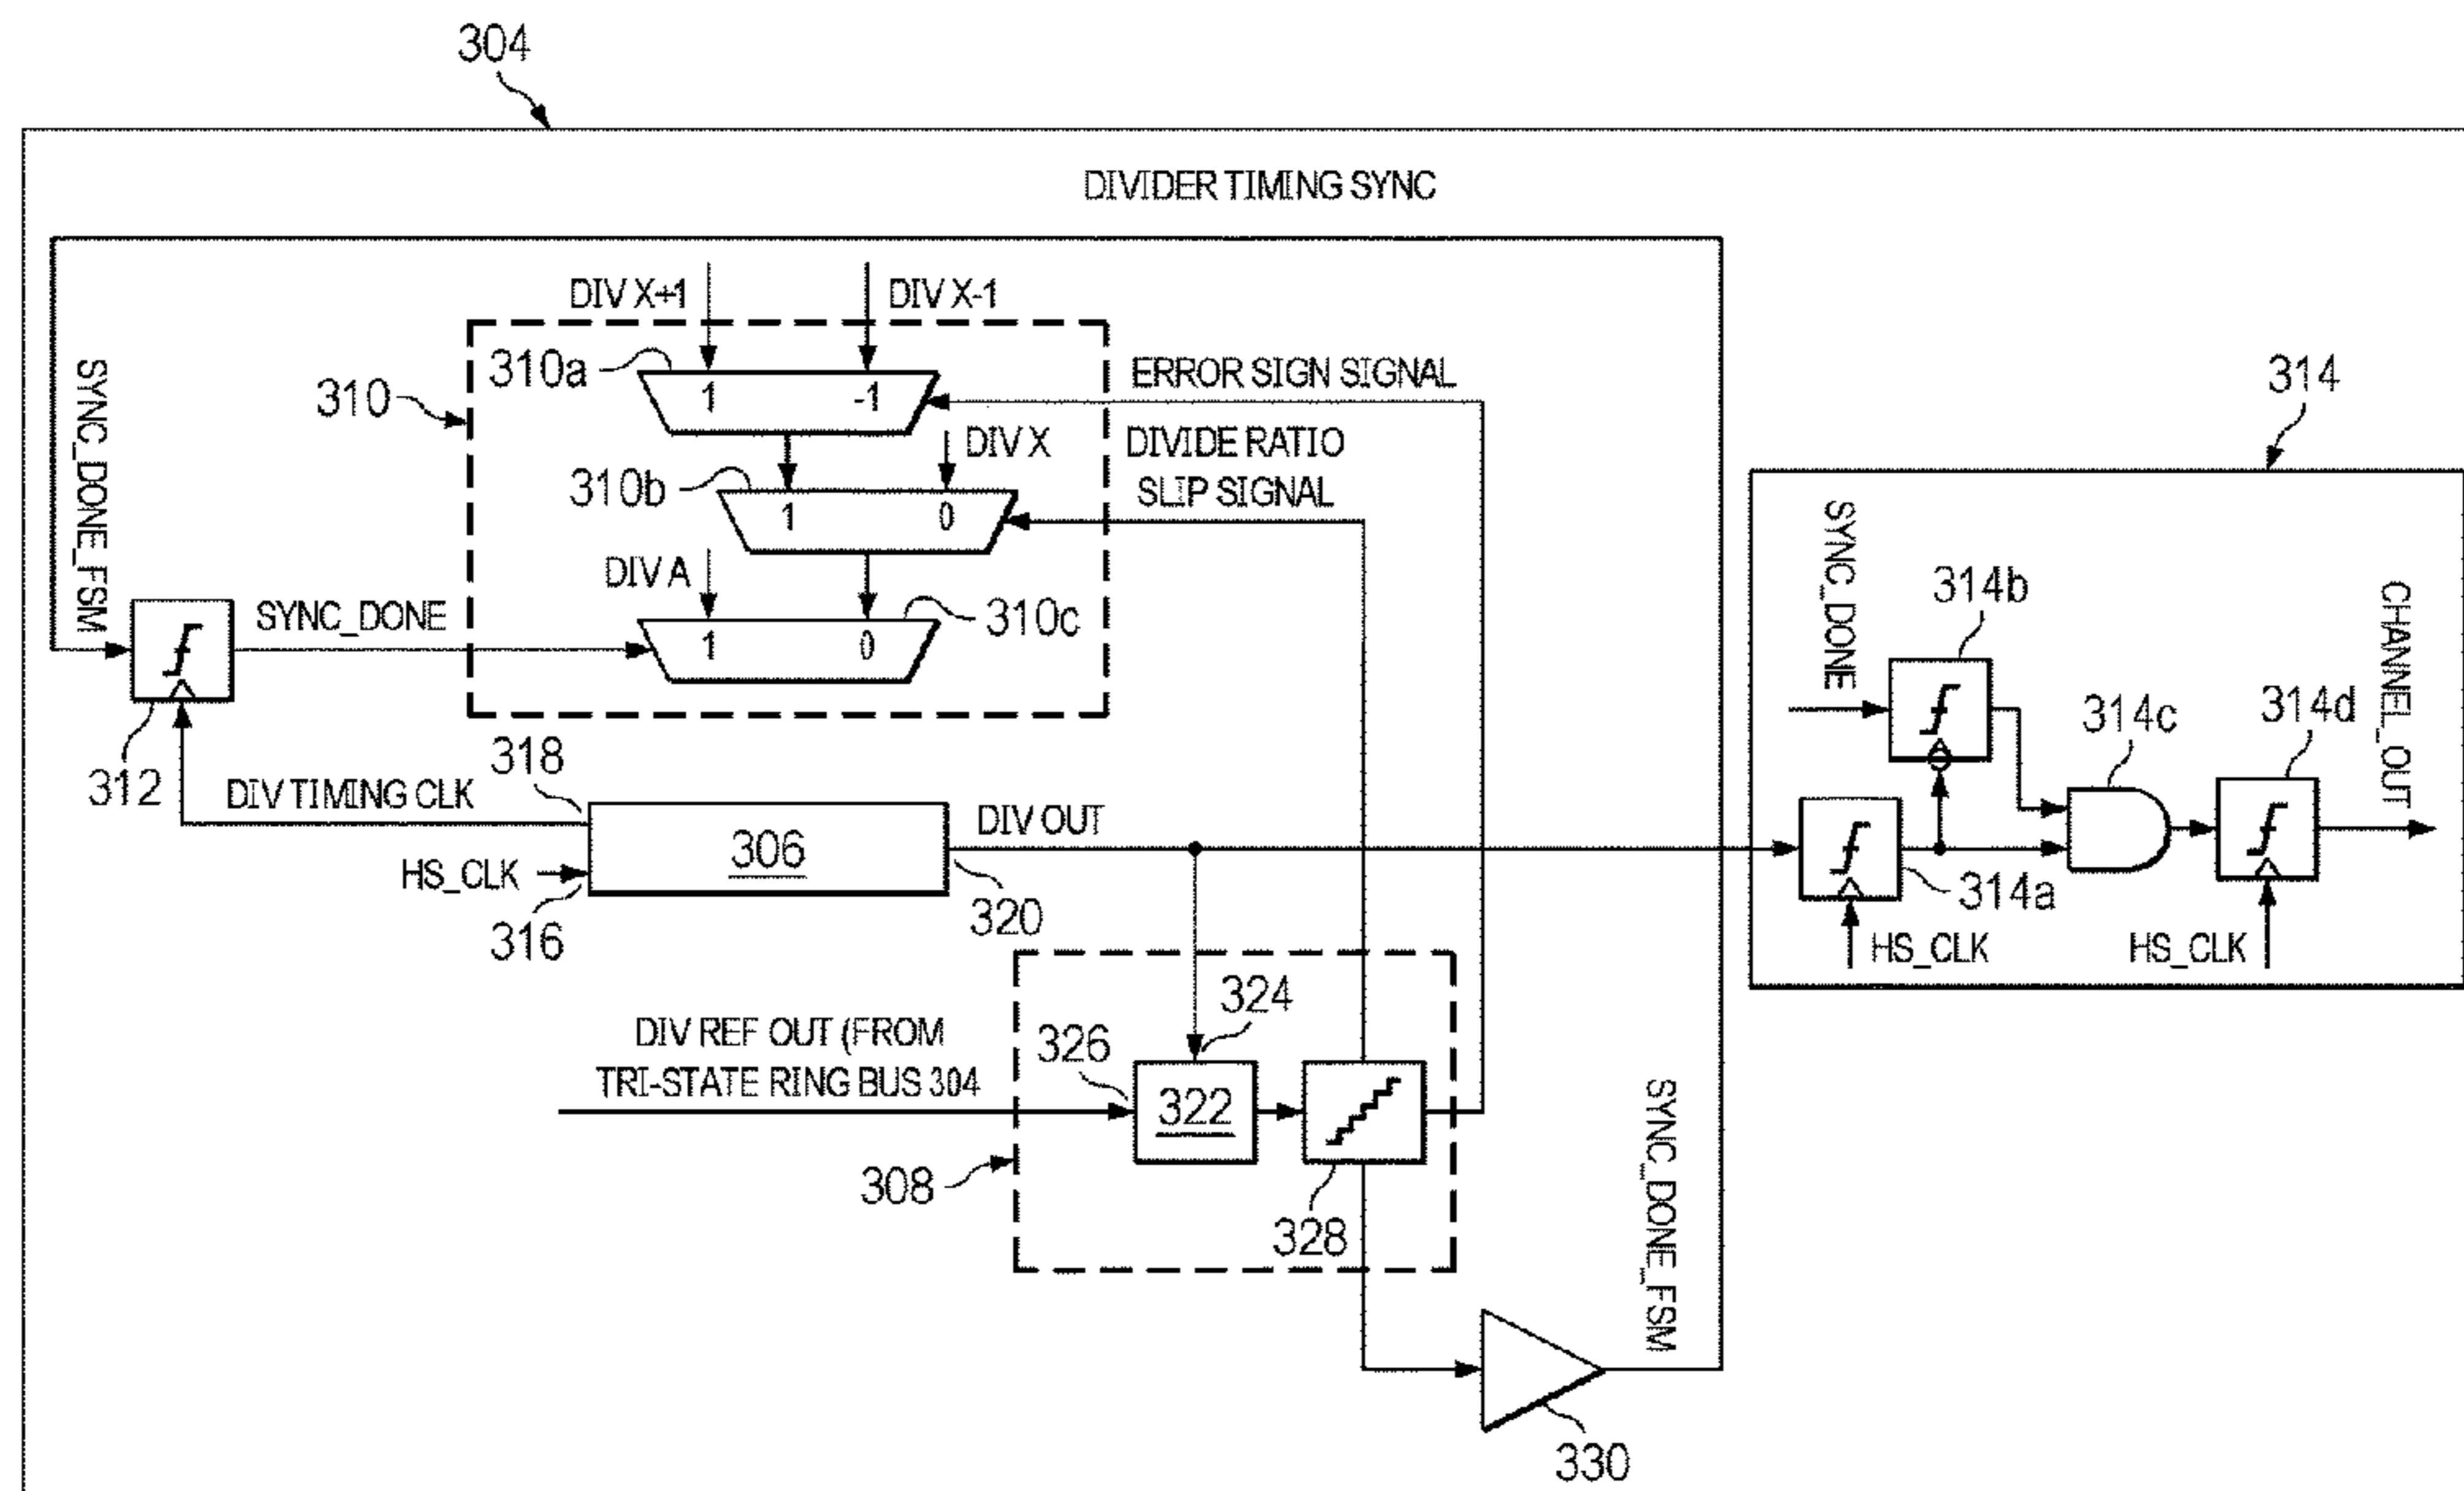 304
DIVIDER TIMING SYNC
DIV X+1
DIV X-1
310a
1
-1
ERROR SIGN SIGNAL
310
SYNC_DONE_FSM
DIV X
DIVIDE RATIO
SLIP SIGNAL
310b
1
0
DIV A
310c
1
0
SYNC_DONE
312
314
SYNC_DONE
314b
CHANNEL_OUT
314c
314d
314a
HS_CLK
HS_CLK
318
DIV TIMING CLK
306
DIV OUT
HS_CLK
316
320
324
DIV REF OUT (FROM
TRI-STATE RING BUS 304
326
322
308
328
SYNC_DONE_FSM
330